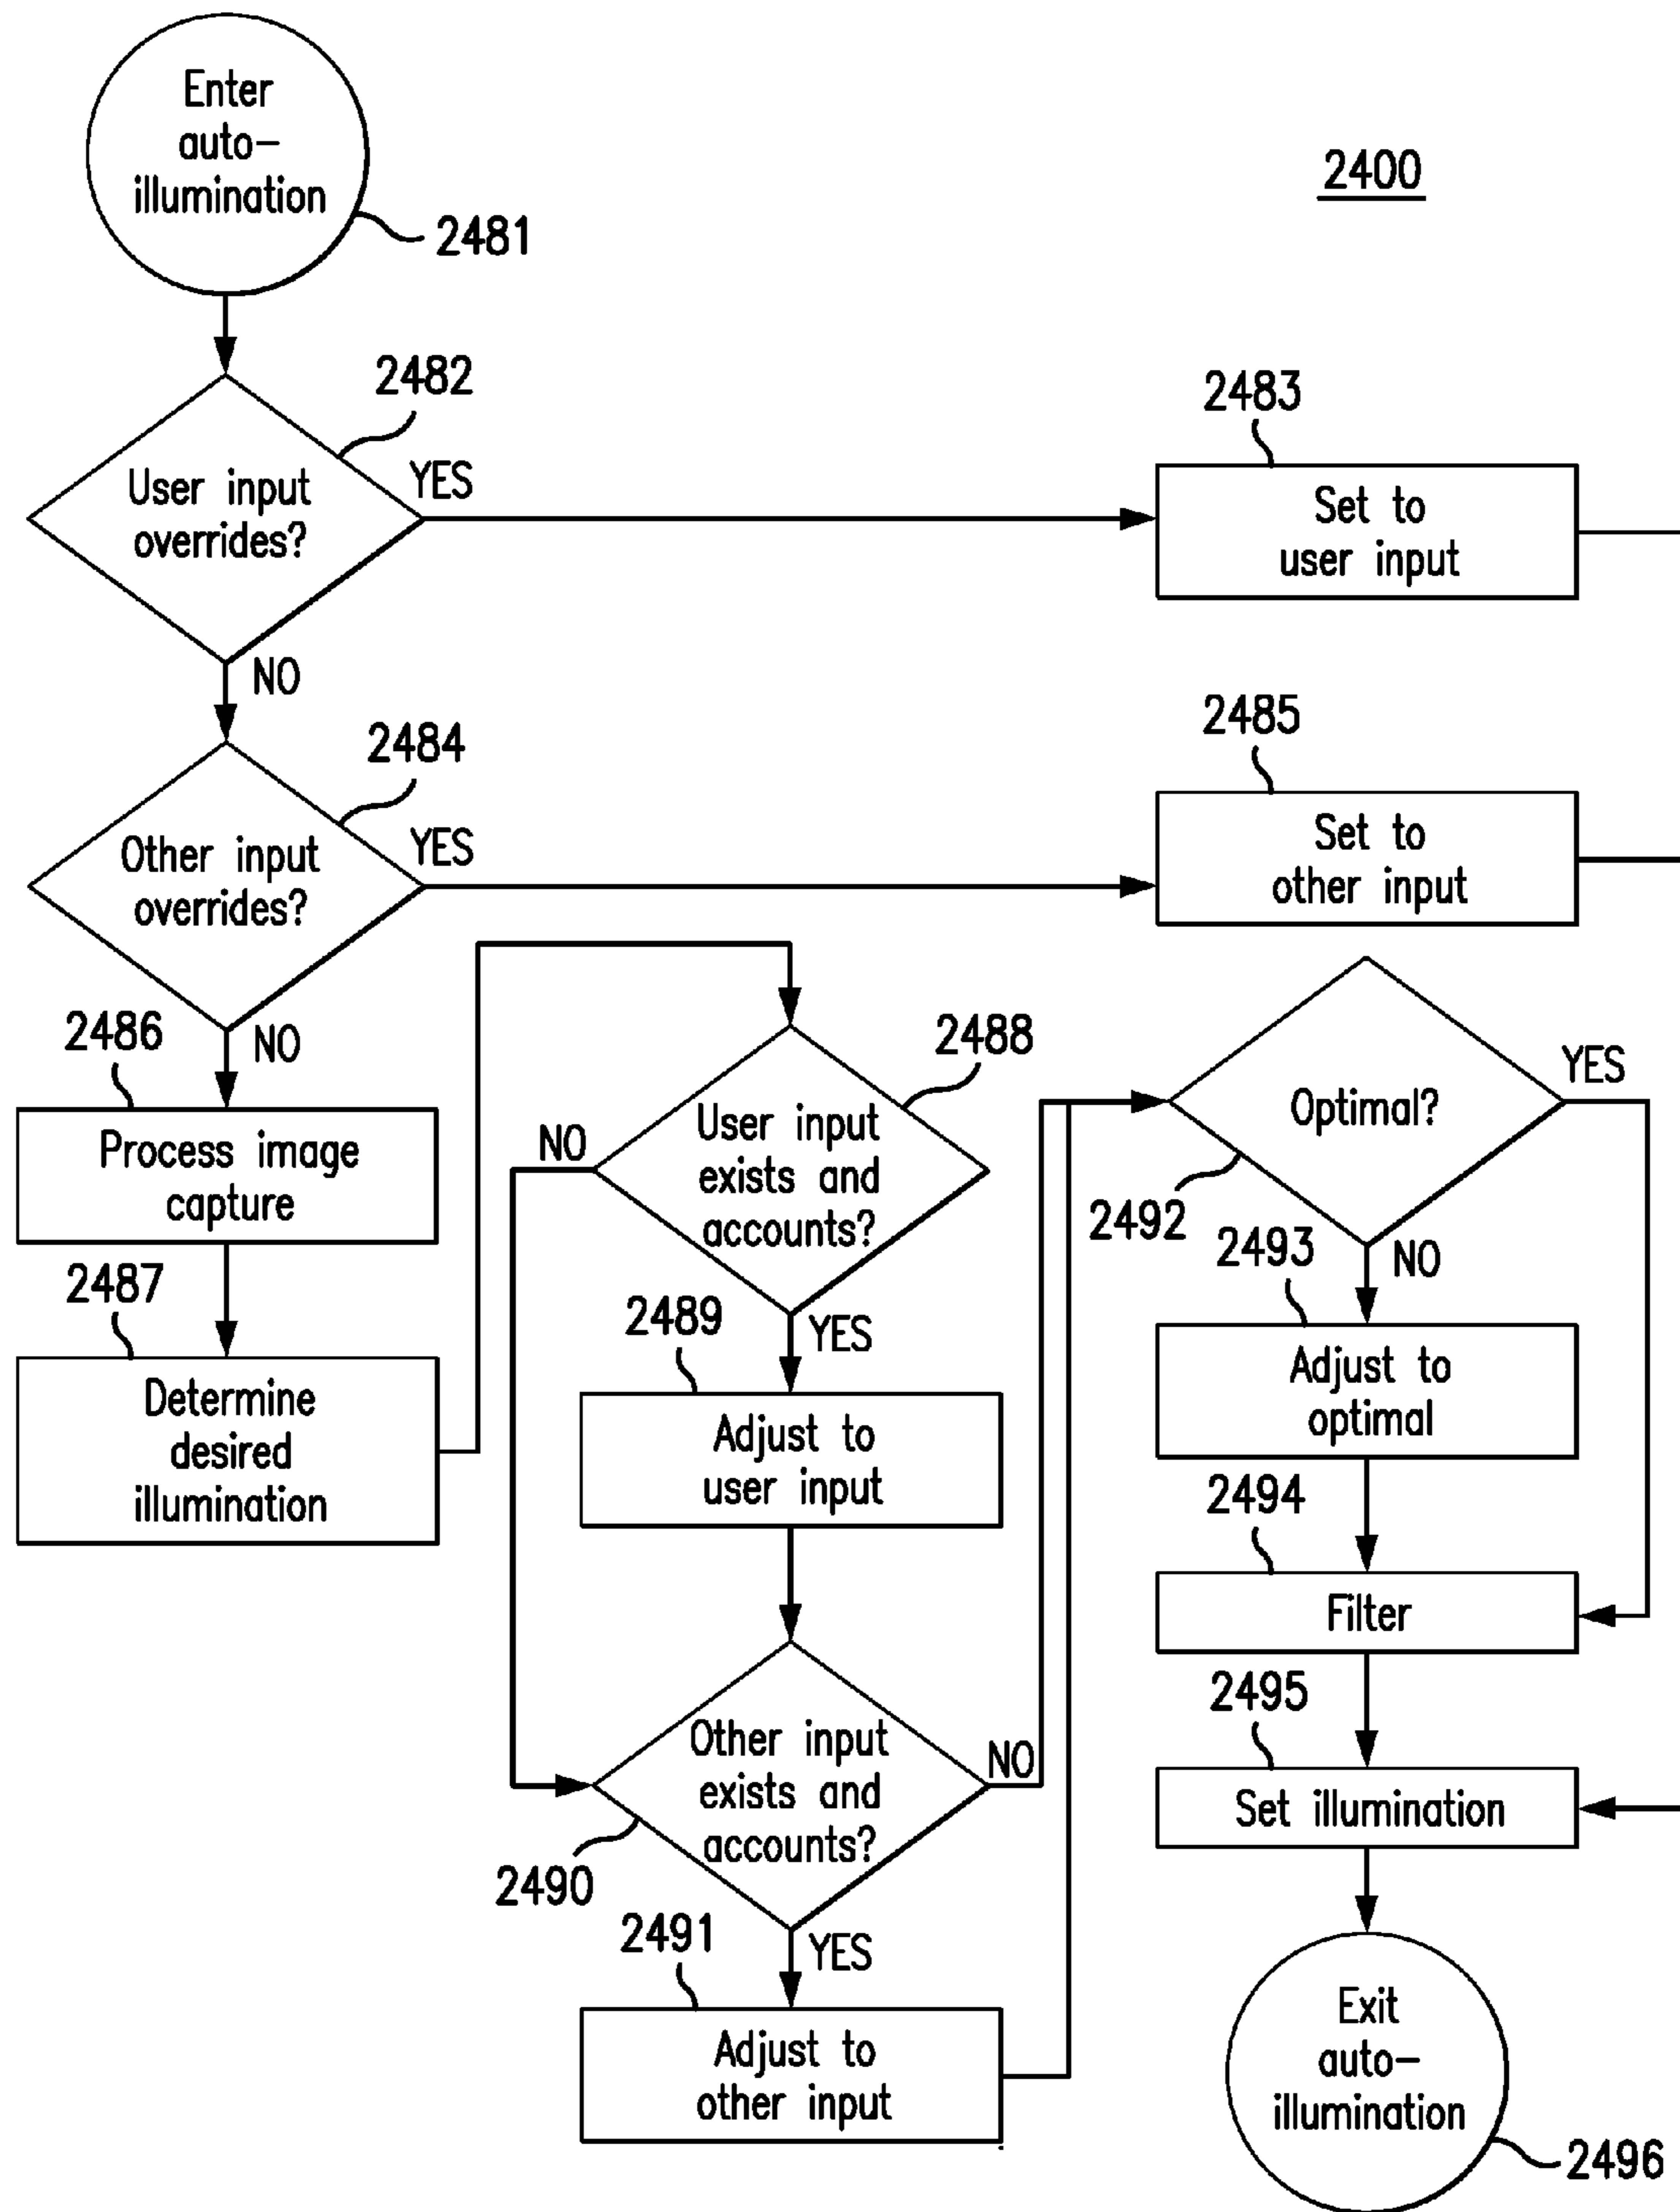 Enter
auto-
illumination
2481
2400
2482
User input
overrides?
YES
NO
2483
Set to
user input
2484
Other input
overrides?
YES
NO
2485
Set to
other input
2486
Process image
capture
2487
Determine
desired
illumination
2488
User input
exists and
accounts?
NO
YES
2489
Adjust to
user input
2490
Other input
exists and
accounts?
NO
YES
2491
Adjust to
other input
Optimal?
YES
2492
NO
2493
Adjust to
optimal
2494
Filter
2495
Set illumination
Exit
auto-
illumination
2496